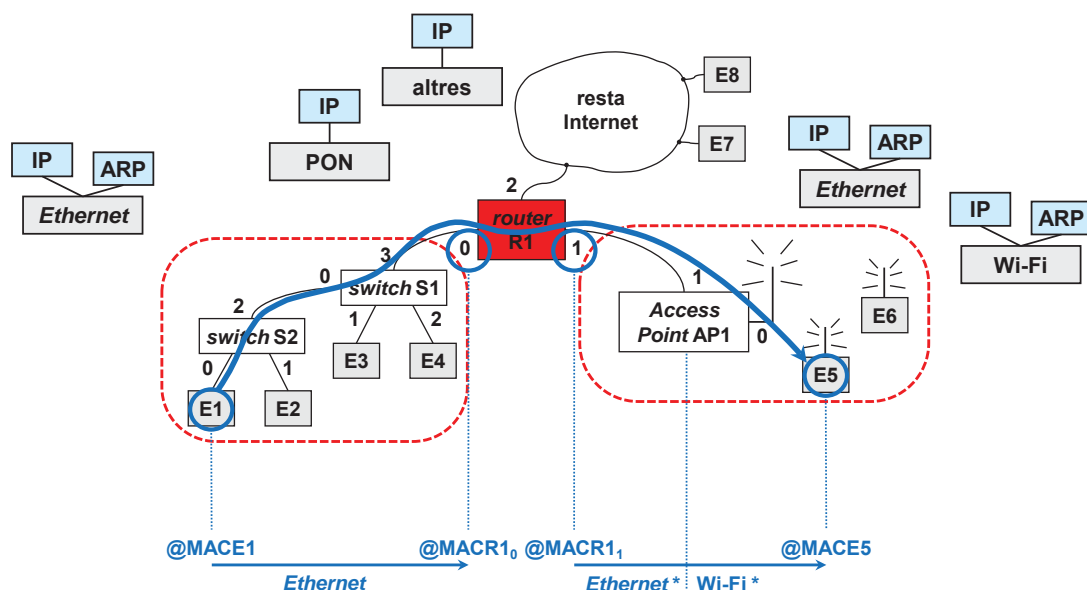 IP
altres
IP
PON
IP
ARP
Ethernet
resta
Internet
E8
E7
IP
ARP
Ethernet
IP
ARP
Wi-Fi
2
router
R1
0
1
3
0
switch S1
2
1
2
switch S2
E3
E4
0
1
E1
E2
1
Access
Point AP1
0
E6
E5
@MACE1
@MACR1₀
@MACR1₁
@MACE5
Ethernet
Ethernet *
Wi-Fi *